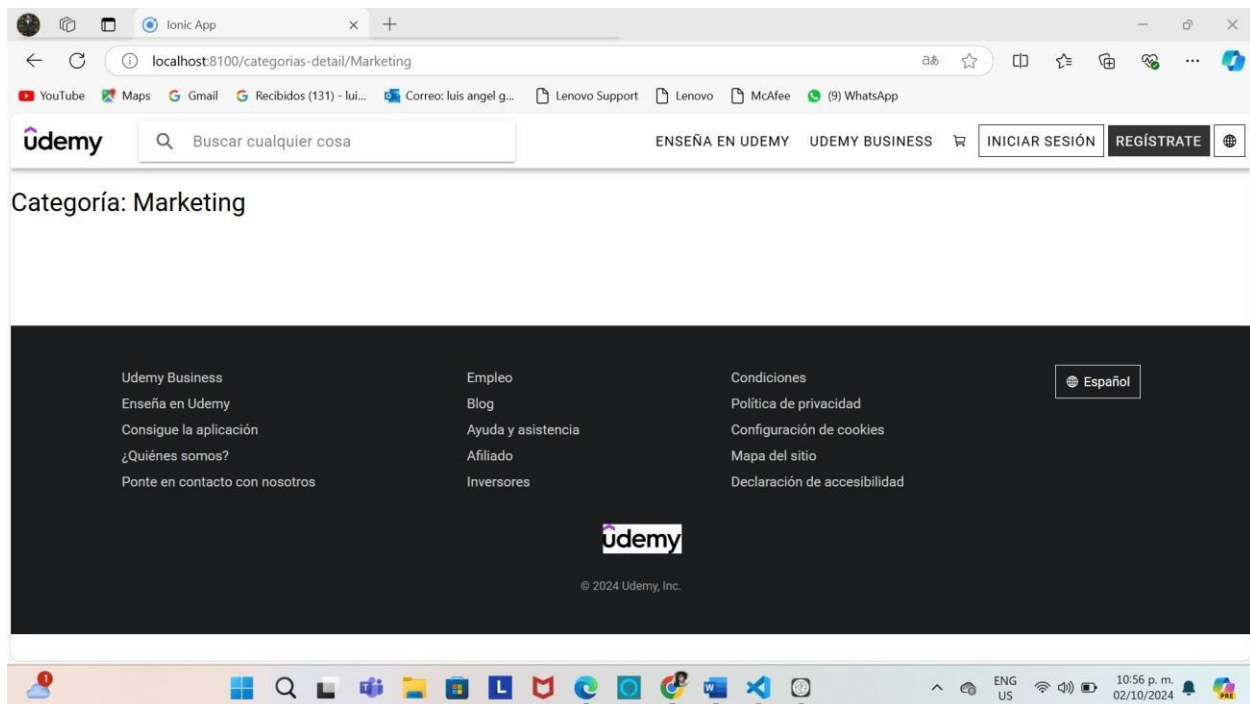 Ionic App
localhost:8100/categorias-detail/Marketing
aあ
YouTube Maps Gmail Recibidos (131) - lui... Correo: luis angel g... Lenovo Support Lenovo McAfee (9) WhatsApp
ûdemy Buscar cualquier cosa ENSEÑA EN UDEMY UDEMY BUSINESS INICIAR SESIÓN REGÍSTRATE
Categoría: Marketing
Udemy Business Empleo Condiciones Español
Enseña en Udemy Blog Política de privacidad
Consigue la aplicación Ayuda y asistencia Configuración de cookies
¿Quiénes somos? Afiliado Mapa del sitio
Ponte en contacto con nosotros Inversores Declaración de accesibilidad
ûdemy
© 2024 Udemy, Inc.
1
L
ENG
US
10:56 p. m.
02/10/2024
PRE